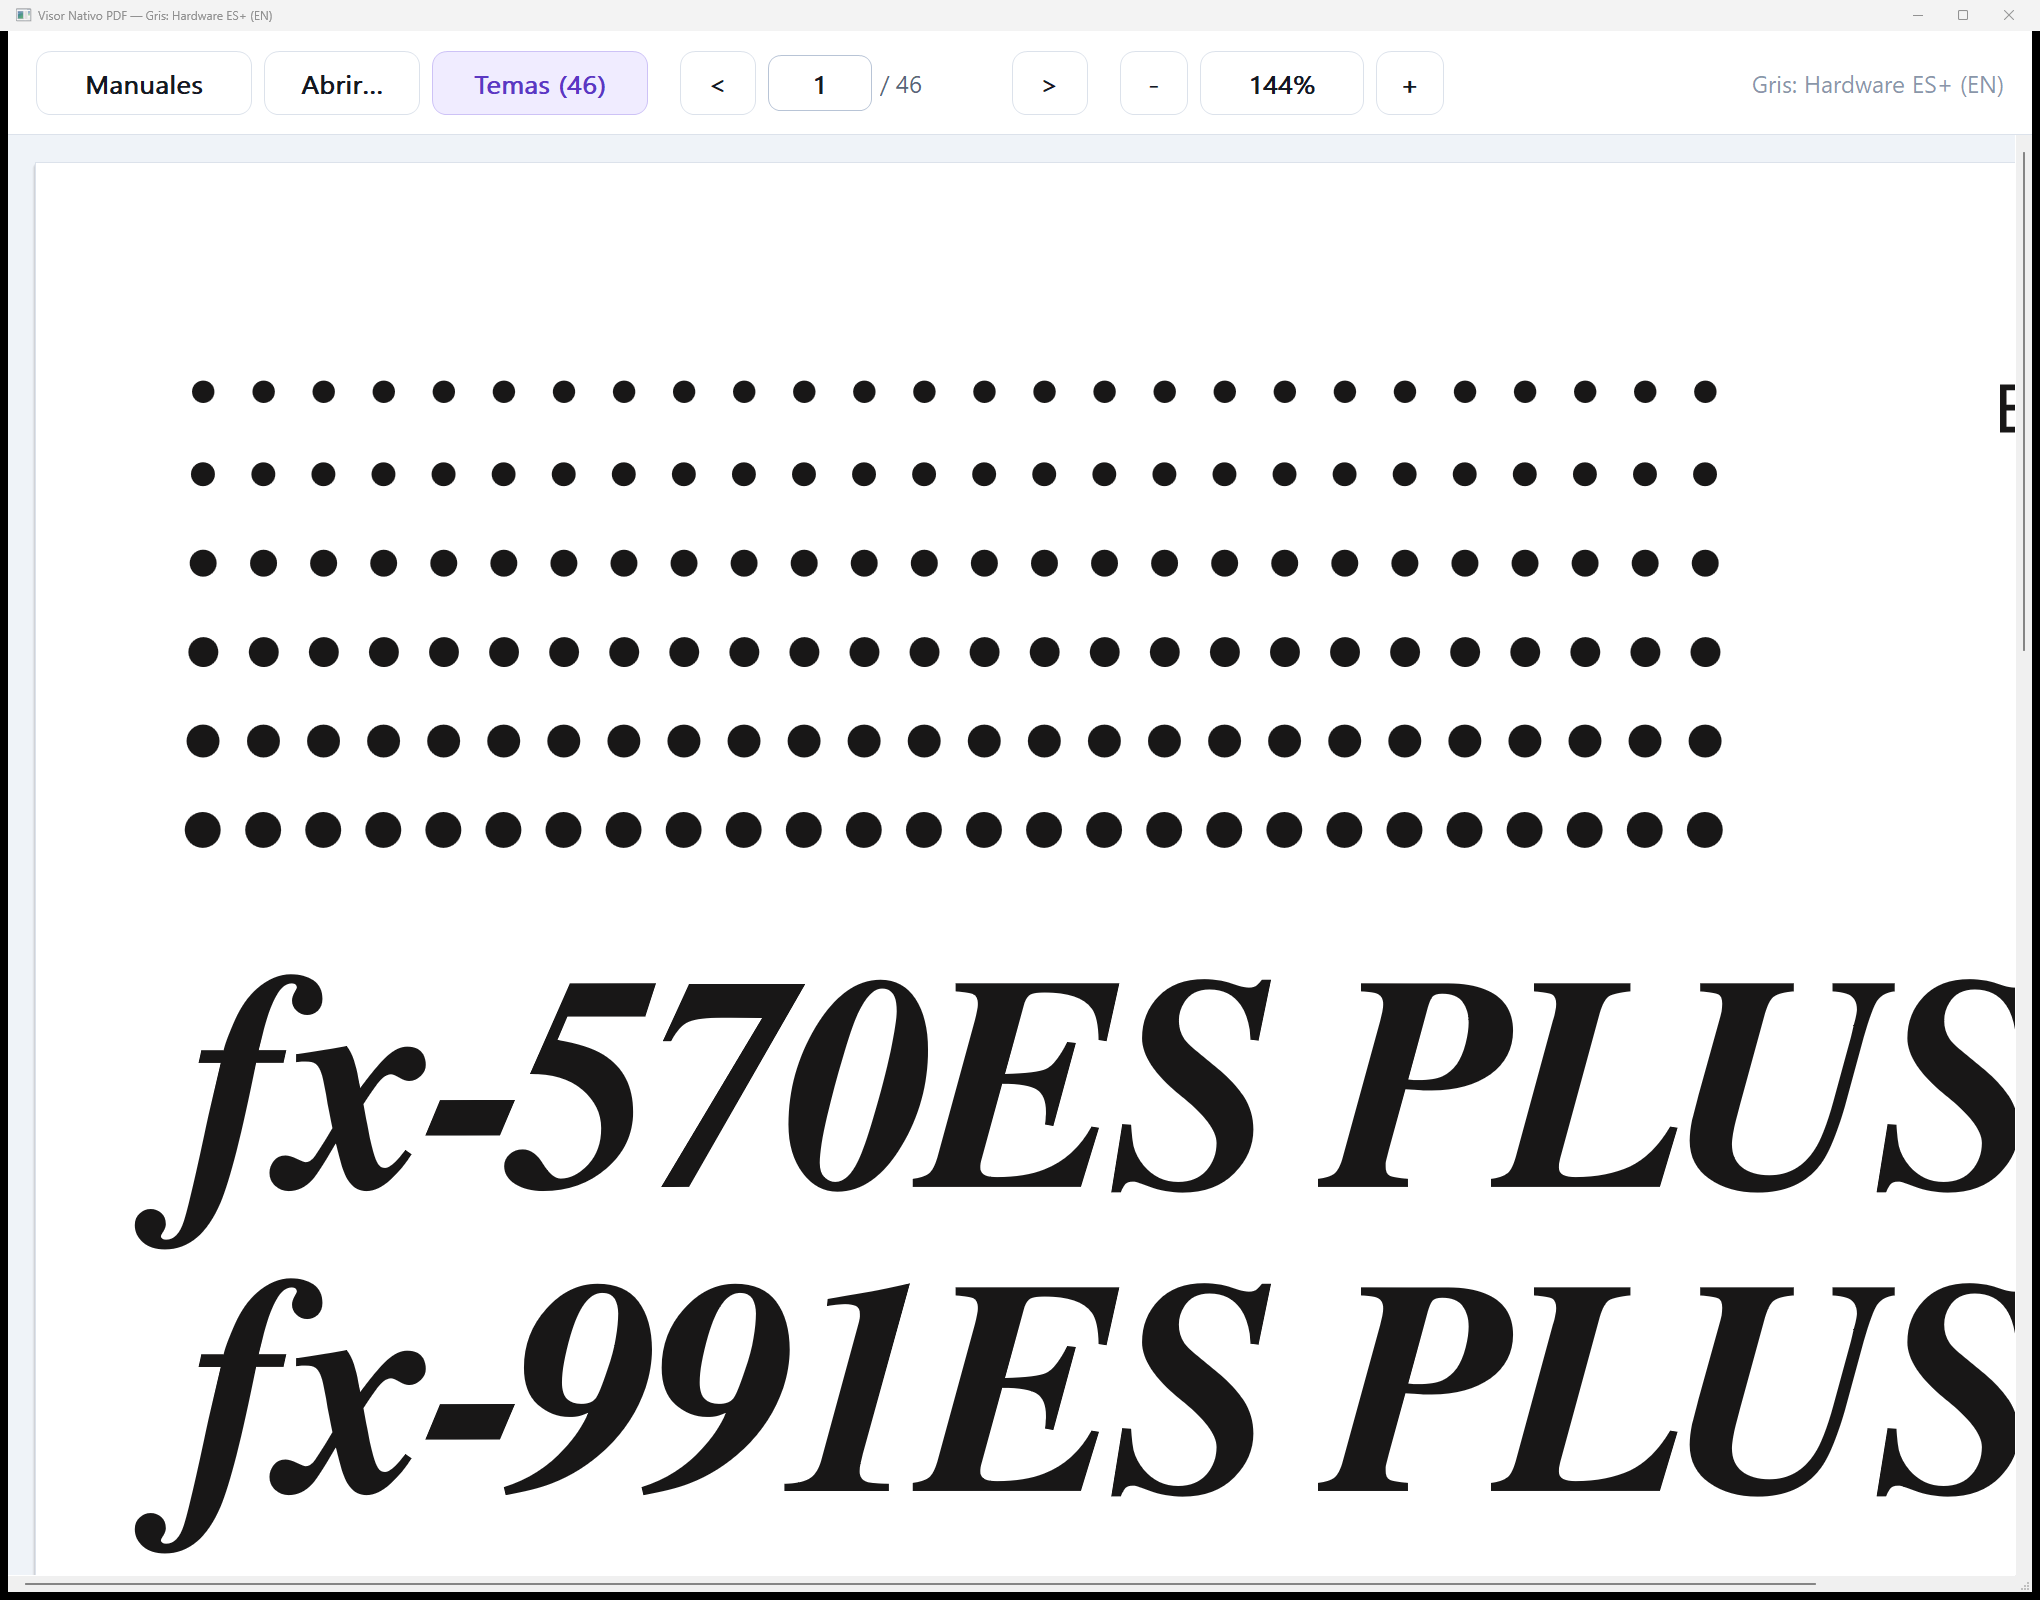 Visor Nativo PDF — Gris: Hardware ES+ (EN)
Manuales Abrir... Temas (46) < 1 / 46 > - 144% + Gris: Hardware ES+ (EN)
E
fx-570ES PLUS
fx-991ES PLUS